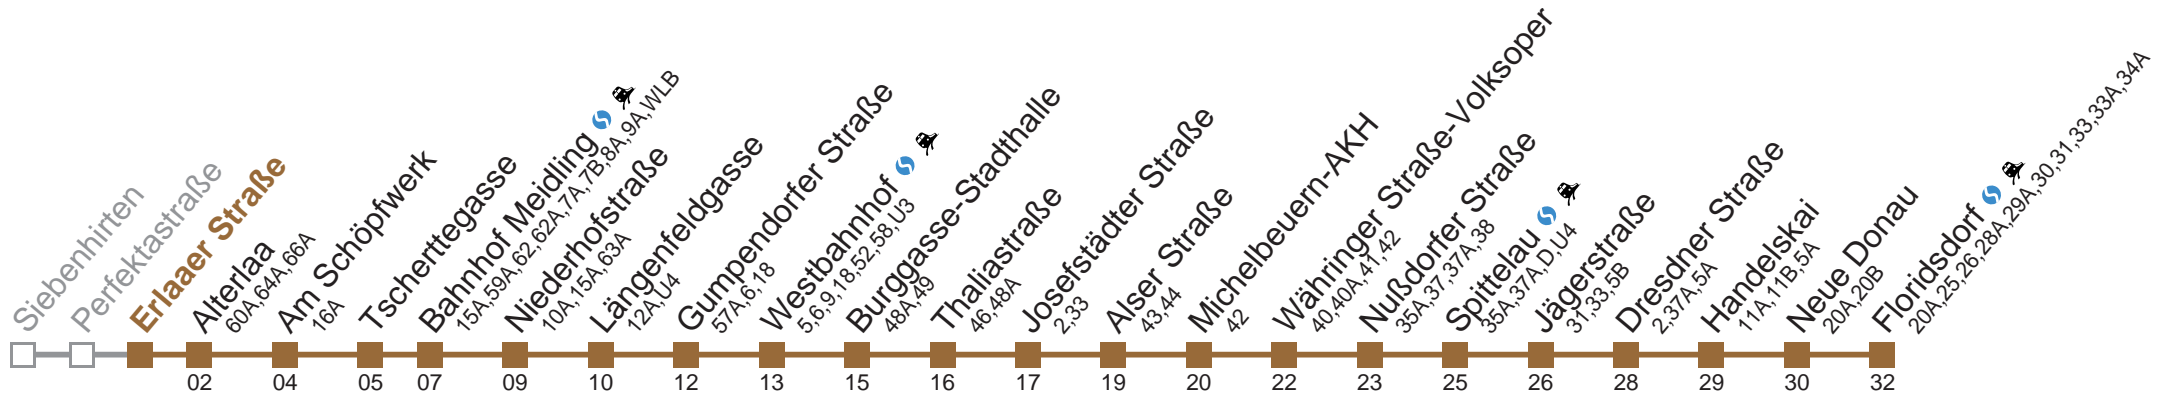 Siebenhirten
Perfektastraße
Erlaaer Straße
Alterlaa
60A,64A,66A
Am Schöpfwerk
16A
Tscherttegasse
Bahnhof Meidling
15A,59A,62,62A,7A,7B,8A,9A,WLB
Niederhofstraße
10A,15A,63A
Längenfeldgasse
12A,U4
Gumpendorfer Straße
57A,6,18
Westbahnhof
5,6,9,18,52,58,U3
Burggasse-Stadthalle
48A,49
Thaliastraße
46,48A
Josefstädter Straße
2,33
Alser Straße
43,44
Michelbeuern-AKH
42
Währinger Straße-Volksoper
40,40A,41,42
Nußdorfer Straße
35A,37,37A,38
Spittelau
35A,37A,D,U4
Jägerstraße
31,33,5B
Dresdner Straße
2,37A,5A
Handelskai
11A,11B,5A
Neue Donau
20A,20B
Floridsdorf
20A,25,26,28A,29A,30,31,33,33A,34A
02 04 05 07 09 10 12 13 15 16 17 19 20 22 23 25 26 28 29 30 32